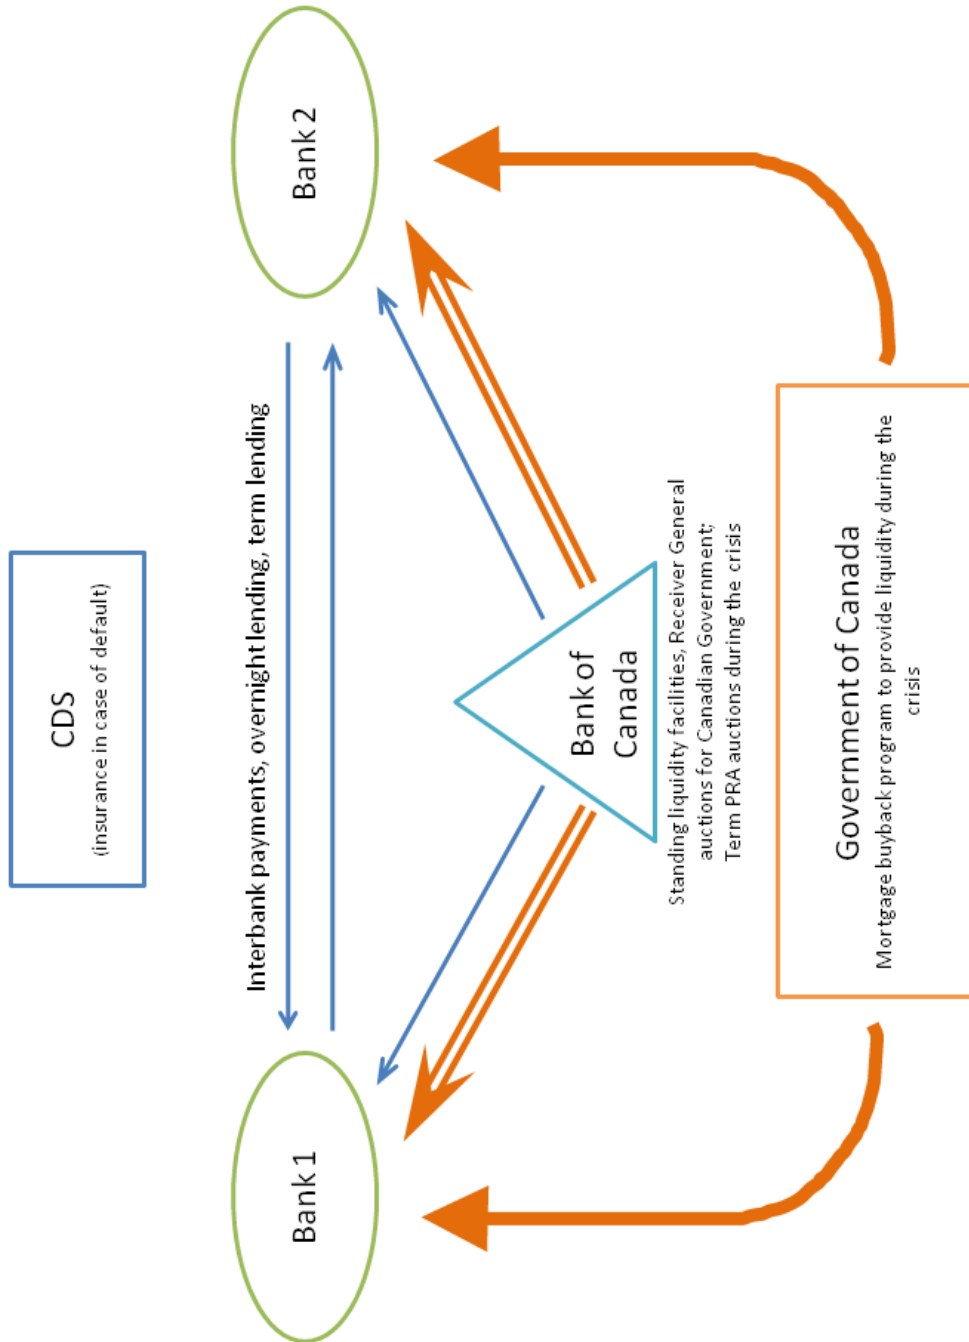 CDS
(insurance in case of default)
Interbank payments, overnight lending, term lending
Bank 1
Bank 2
Bank of
Canada
Standing liquidity facilities, Receiver General
auctions for Canadian Government;
Term PRA auctions during the crisis
Government of Canada
Mortgage buyback program to provide liquidity during the
crisis